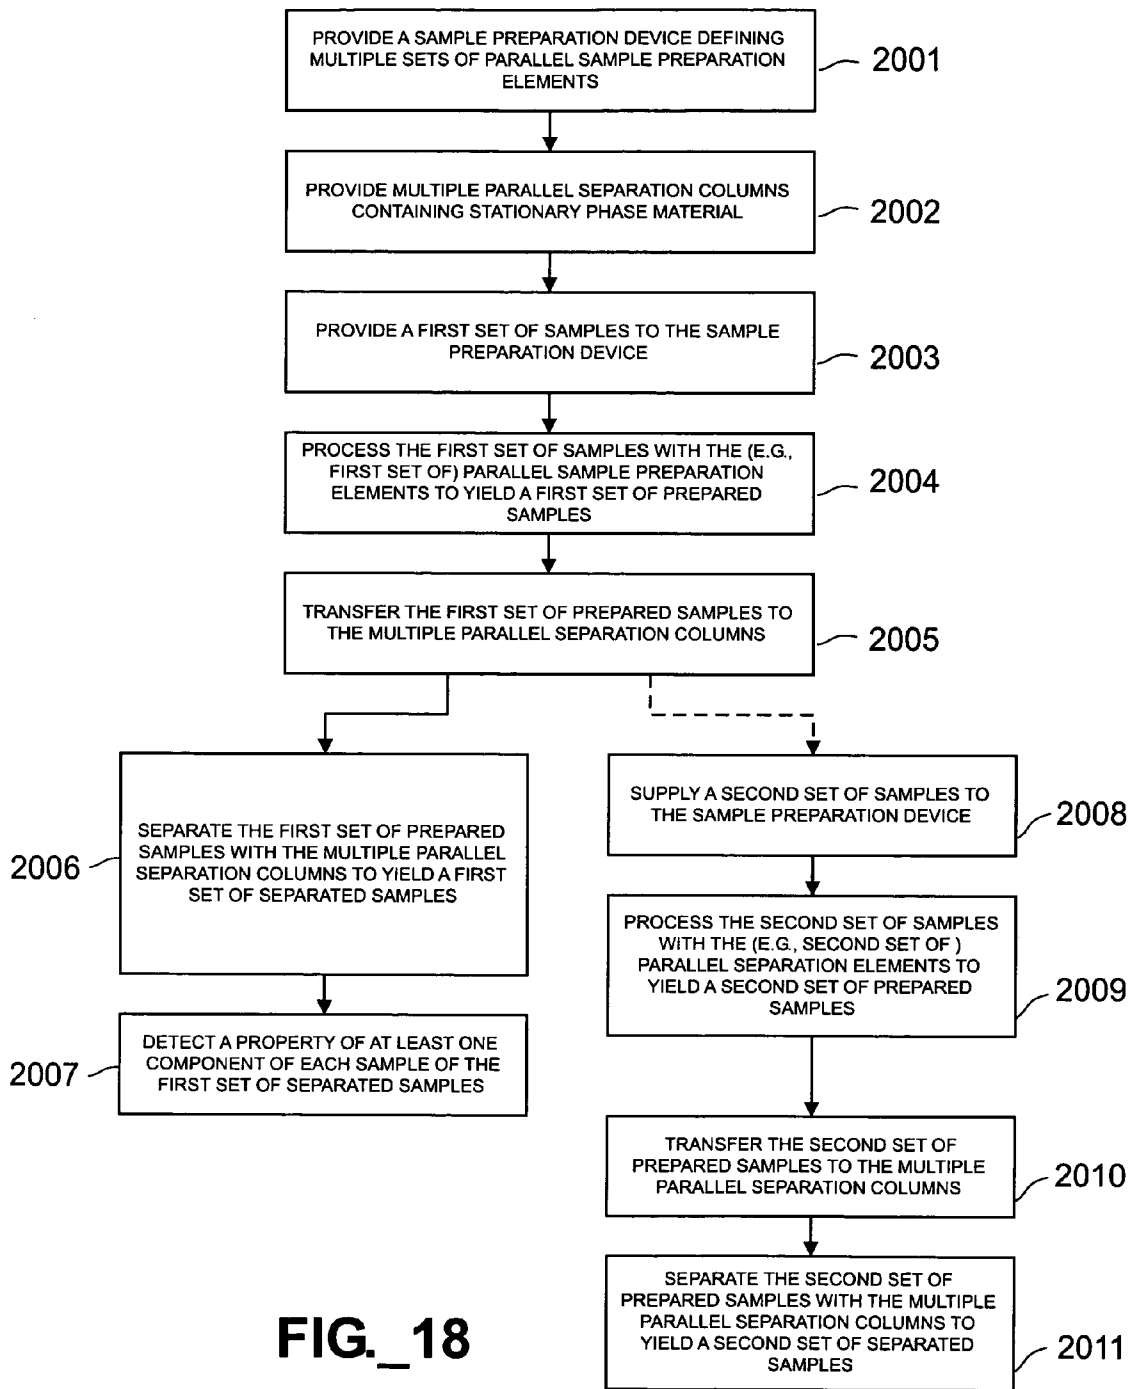 PROVIDE A SAMPLE PREPARATION DEVICE DEFINING
MULTIPLE SETS OF PARALLEL SAMPLE PREPARATION
ELEMENTS
2001
PROVIDE MULTIPLE PARALLEL SEPARATION COLUMNS
CONTAINING STATIONARY PHASE MATERIAL
2002
PROVIDE A FIRST SET OF SAMPLES TO THE SAMPLE
PREPARATION DEVICE
2003
PROCESS THE FIRST SET OF SAMPLES WITH THE (E.G.,
FIRST SET OF) PARALLEL SAMPLE PREPARATION
ELEMENTS TO YIELD A FIRST SET OF PREPARED
SAMPLES
2004
TRANSFER THE FIRST SET OF PREPARED SAMPLES TO
THE MULTIPLE PARALLEL SEPARATION COLUMNS
2005
SEPARATE THE FIRST SET OF PREPARED
SAMPLES WITH THE MULTIPLE PARALLEL
SEPARATION COLUMNS TO YIELD A FIRST
SET OF SEPARATED SAMPLES
2006
DETECT A PROPERTY OF AT LEAST ONE
COMPONENT OF EACH SAMPLE OF THE
FIRST SET OF SEPARATED SAMPLES
2007
SUPPLY A SECOND SET OF SAMPLES TO
THE SAMPLE PREPARATION DEVICE
2008
PROCESS THE SECOND SET OF SAMPLES
WITH THE (E.G., SECOND SET OF )
PARALLEL SEPARATION ELEMENTS TO
YIELD A SECOND SET OF PREPARED
SAMPLES
2009
TRANSFER THE SECOND SET OF
PREPARED SAMPLES TO THE MULTIPLE
PARALLEL SEPARATION COLUMNS
2010
SEPARATE THE SECOND SET OF
PREPARED SAMPLES WITH THE MULTIPLE
PARALLEL SEPARATION COLUMNS TO
YIELD A SECOND SET OF SEPARATED
SAMPLES
2011
FIG._18